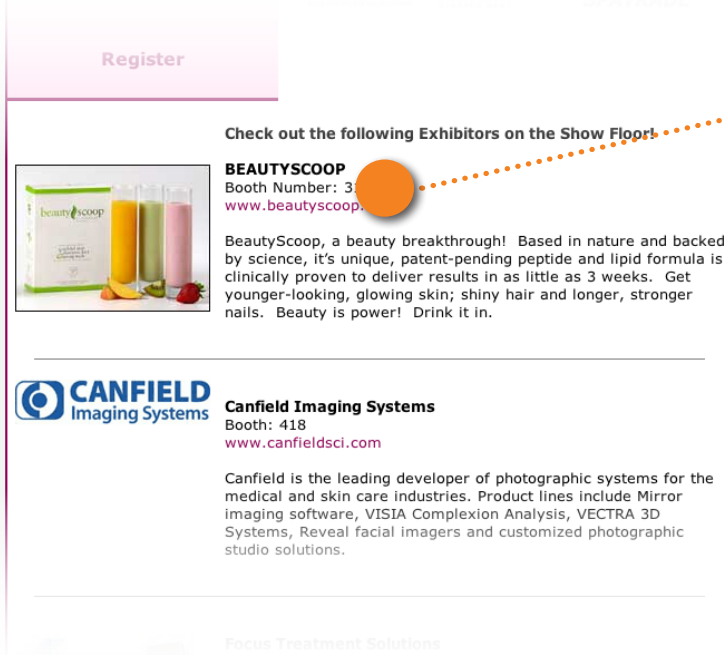 Register
Check out the following Exhibitors on the Show Floor!
BEAUTYSCOOP
Booth Number:
www.beautyscoop.
beauty scoop
BeautyScoop, a beauty breakthrough!  Based in nature and backed
by science, it's unique, patent-pending peptide and lipid formula is
clinically proven to deliver results in as little as 3 weeks.  Get
younger-looking, glowing skin; shiny hair and longer, stronger
nails.  Beauty is power!  Drink it in.
CANFIELD
Imaging Systems
Canfield Imaging Systems
Booth: 418
www.canfieldsci.com
Canfield is the leading developer of photographic systems for the
medical and skin care industries. Product lines include Mirror
imaging software, VISIA Complexion Analysis, VECTRA 3D
Systems, Reveal facial imagers and customized photographic
studio solutions.
Focus Treatment Solutions